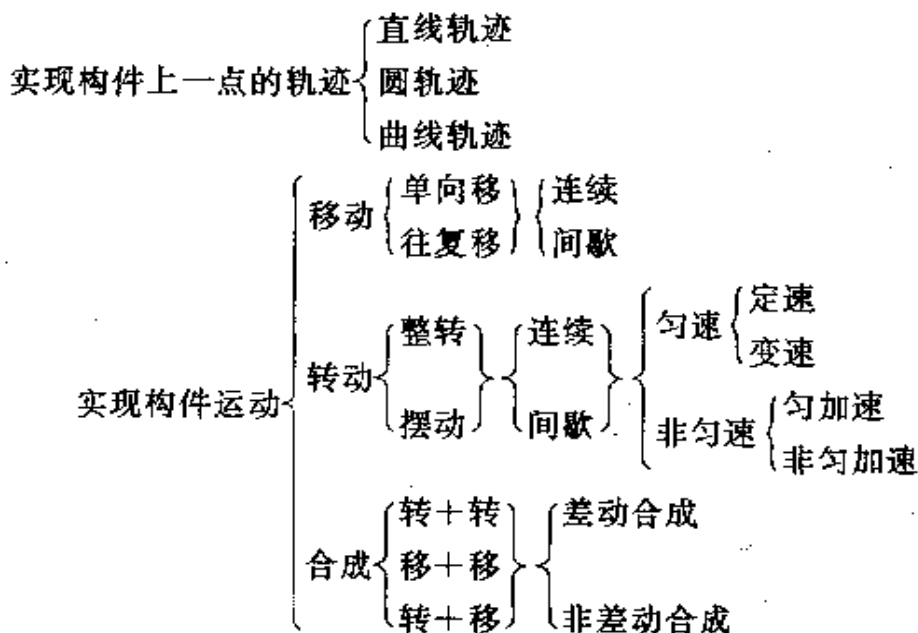 直线轨迹
实现构件上一点的轨迹 圆轨迹
曲线轨迹
移动 单向移 连续
往复移 间歇
实现构件运动
转动
整转 连续
摆动 间歇
匀速 定速
变速
非匀速 匀加速
非匀加速
合成
转＋转 差动合成
移＋移
转＋移 非差动合成